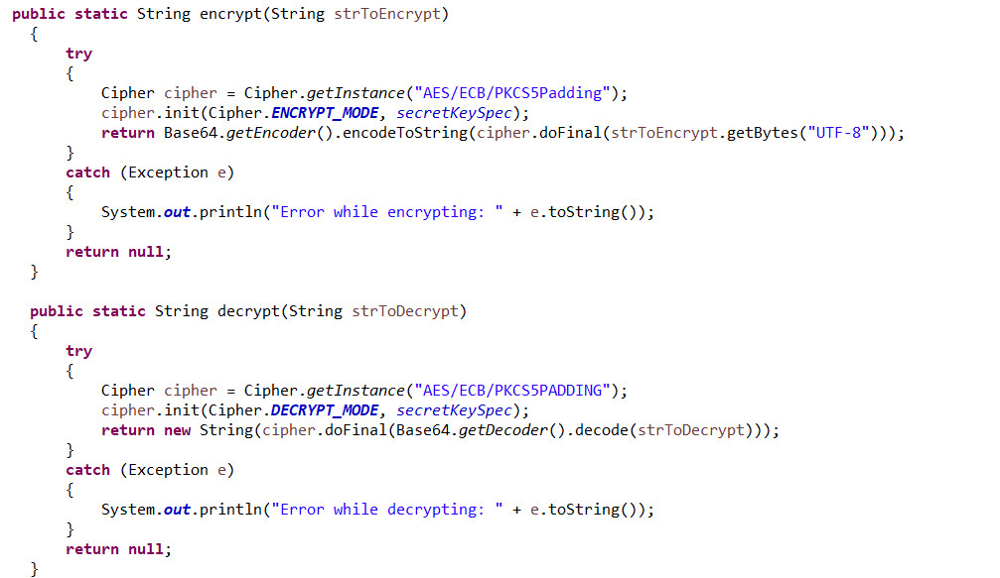 public static String encrypt(String strToEncrypt)
{
try
{
Cipher cipher = Cipher.getInstance("AES/ECB/PKCS5Padding");
cipher.init(Cipher.ENCRYPT_MODE, secretKeySpec);
return Base64.getEncoder().encodeToString(cipher.doFinal(strToEncrypt.getBytes("UTF-8")));
}
catch (Exception e)
{
System.out.println("Error while encrypting: " + e.toString());
}
return null;
}
public static String decrypt(String strToDecrypt)
{
try
{
Cipher cipher = Cipher.getInstance("AES/ECB/PKCS5PADDING");
cipher.init(Cipher.DECRYPT_MODE, secretKeySpec);
return new String(cipher.doFinal(Base64.getDecoder().decode(strToDecrypt)));
}
catch (Exception e)
{
System.out.println("Error while decrypting: " + e.toString());
}
return null;
}